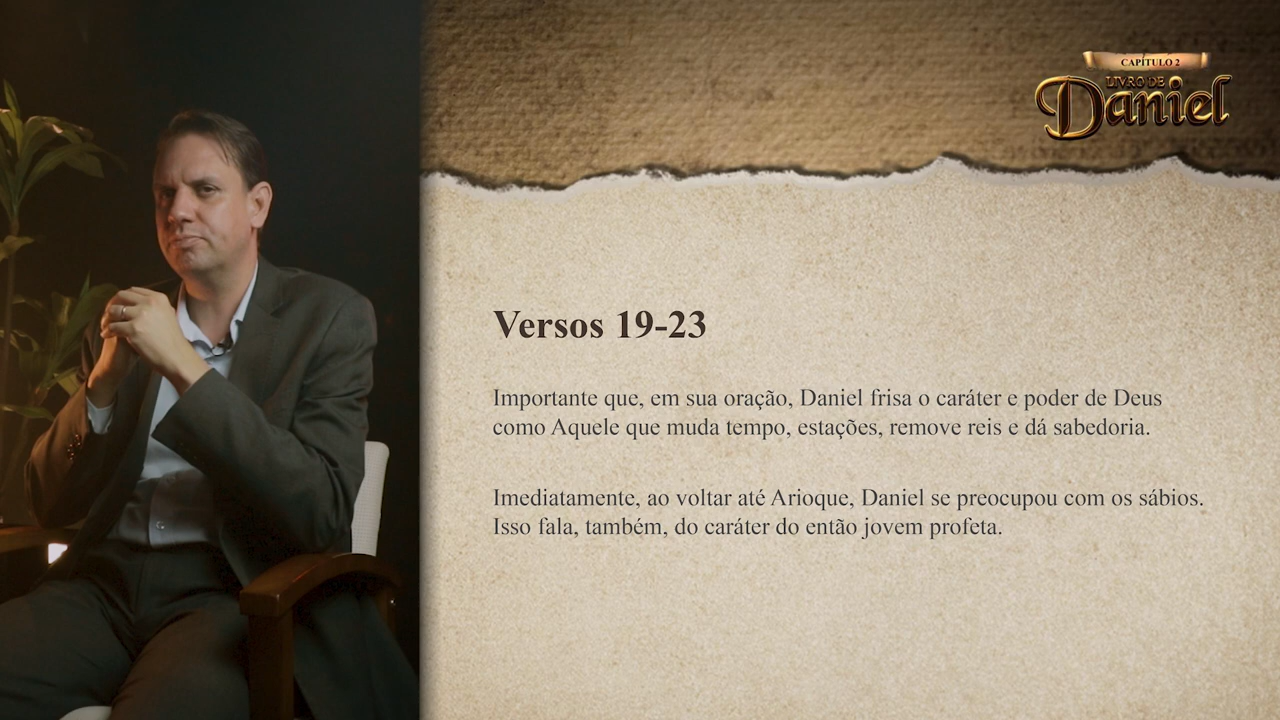 CAPÍTULO 2
LIVRO DE
Daniel
Versos 19-23
Importante que, em sua oração, Daniel frisa o caráter e poder de Deus
como Aquele que muda tempo, estações, remove reis e dá sabedoria.
Imediatamente, ao voltar até Arioque, Daniel se preocupou com os sábios.
Isso fala, também, do caráter do então jovem profeta.